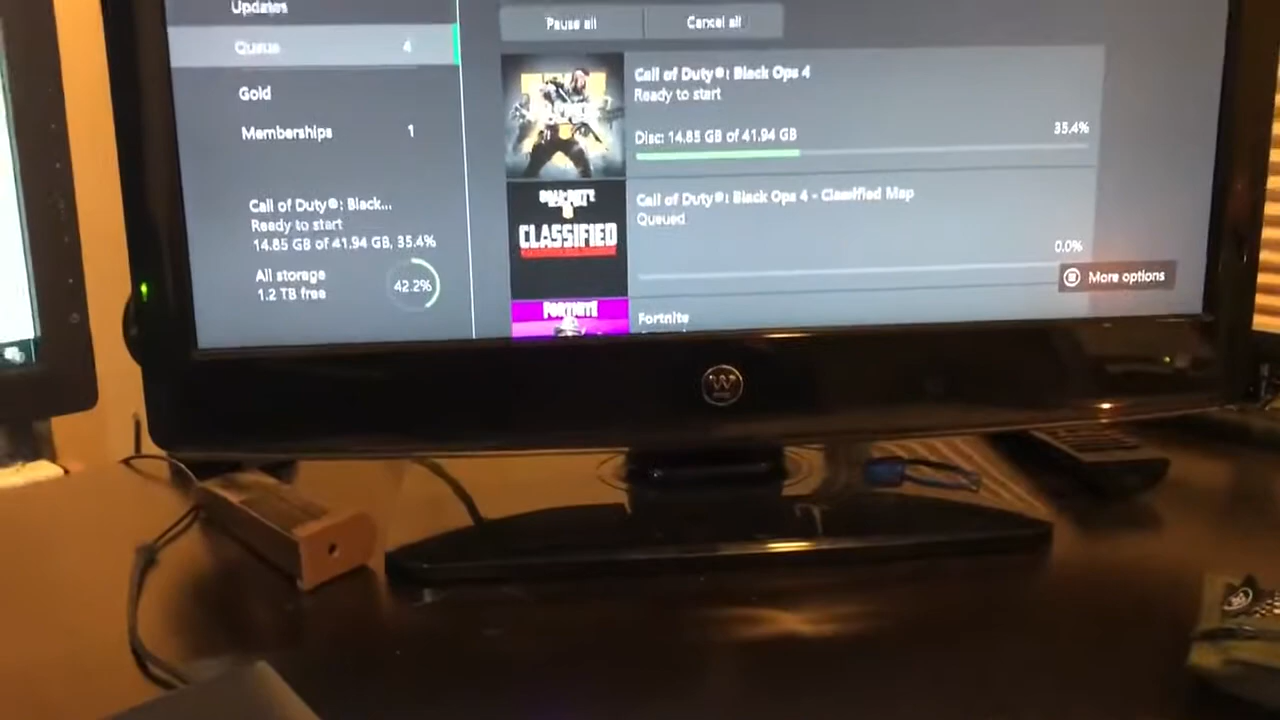 Updates
Queue 4
Gold
Memberships 1
Call of Duty®: Black...
Ready to start
14.85 GB of 41.94 GB, 35.4%
All storage
1.2 TB free
42.2%
Pause all
Cancel all
Call of Duty®: Black Ops 4
Ready to start
Disc: 14.85 GB of 41.94 GB
35.4%
CALL OF DUTY
CLASSIFIED
Call of Duty®: Black Ops 4 - Classified Map
Queued
0.0%
More options
FORTNITE
Fortnite
W